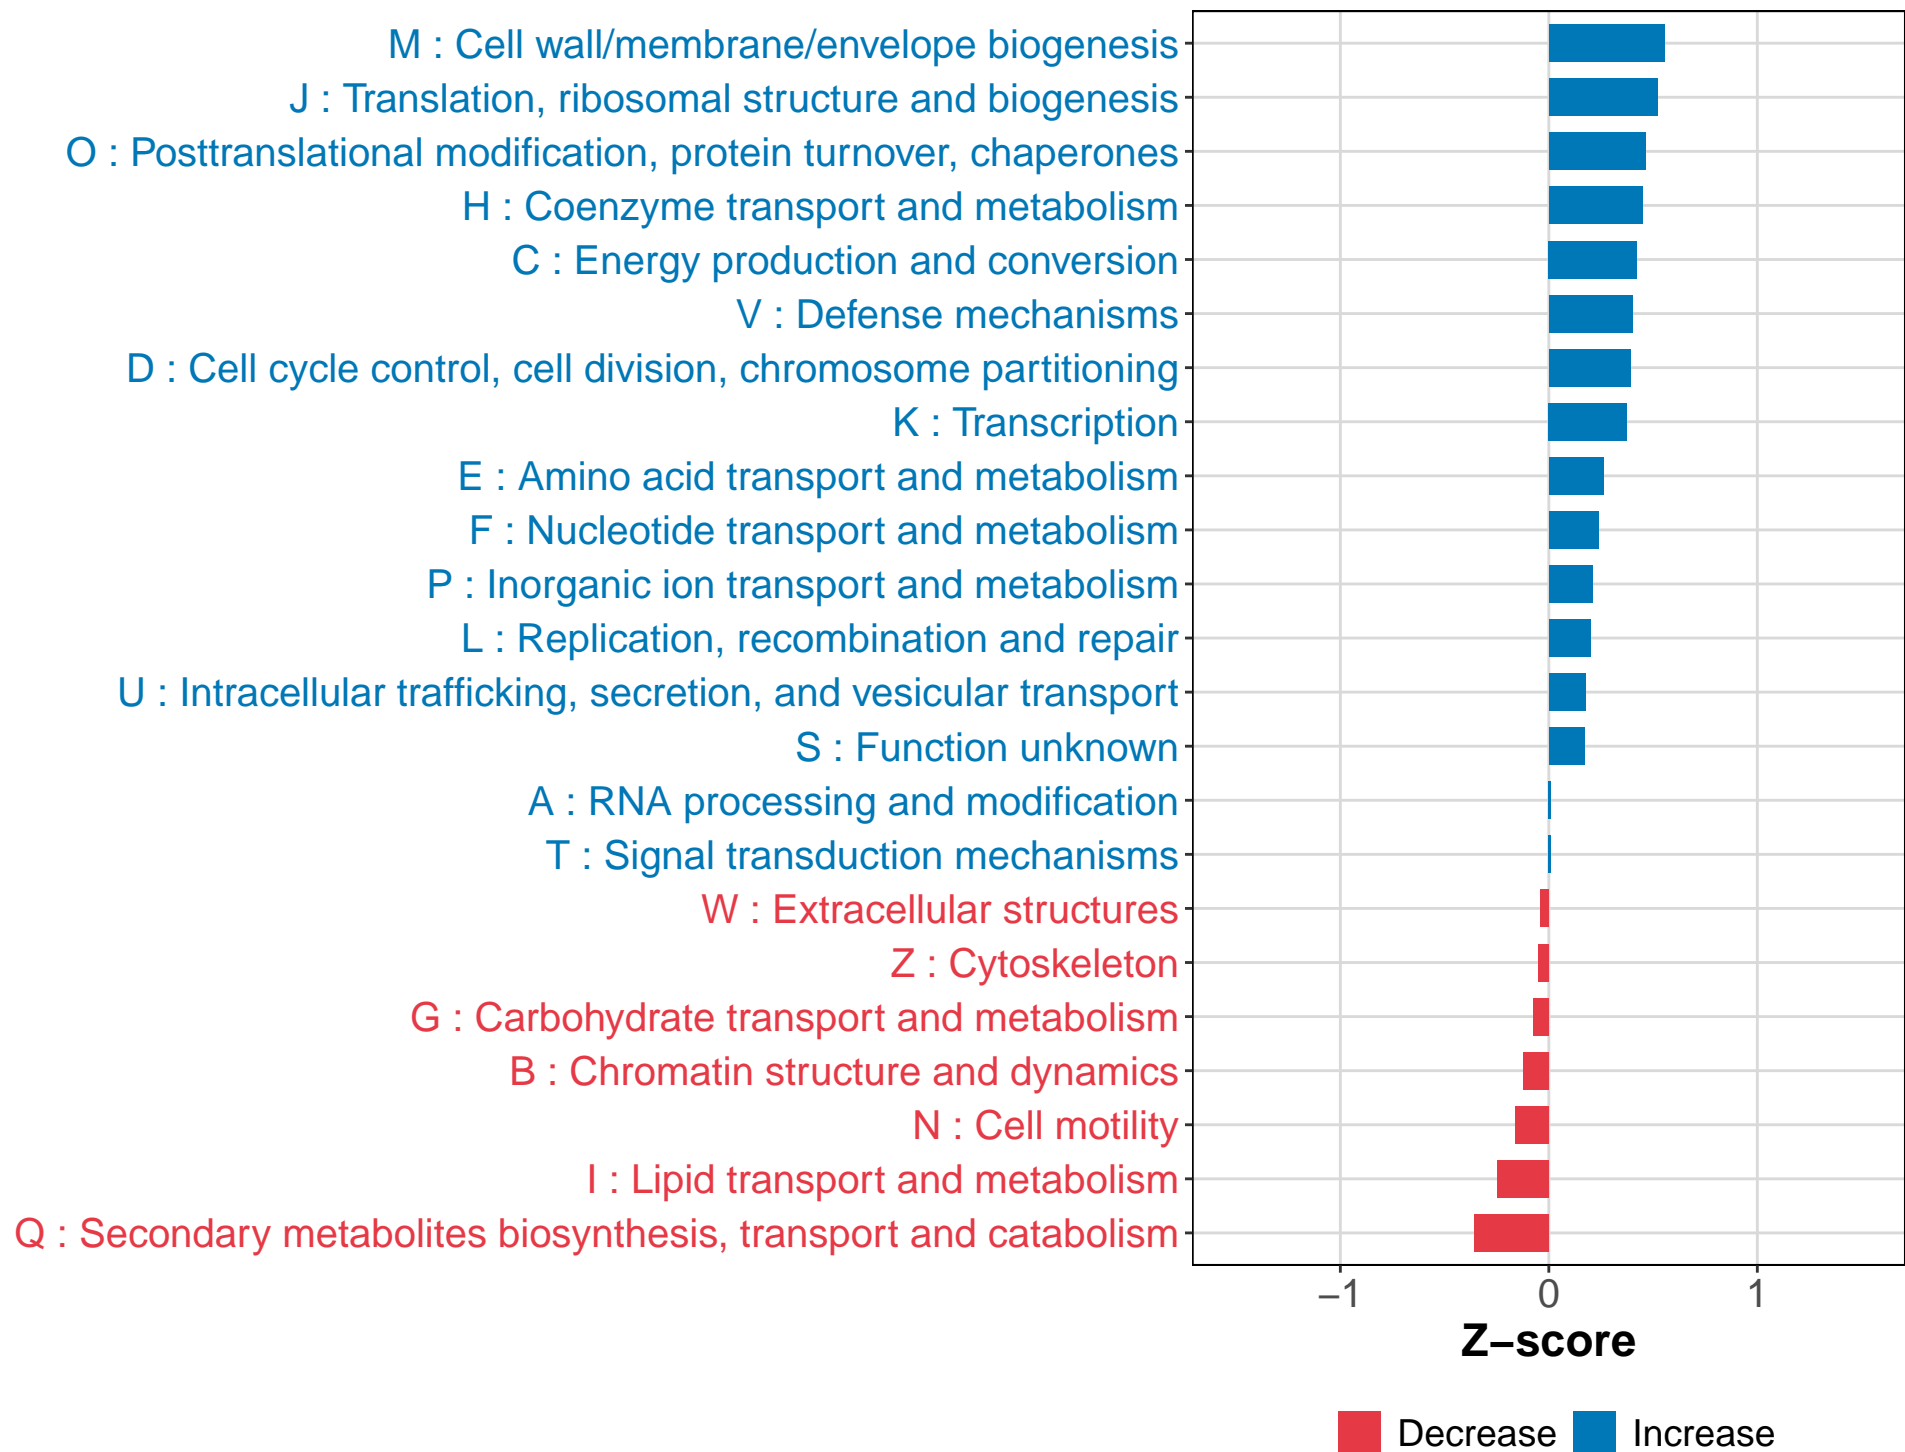 M : Cell wall/membrane/envelope biogenesis
J : Translation, ribosomal structure and biogenesis
O : Posttranslational modification, protein turnover, chaperones
H : Coenzyme transport and metabolism
C : Energy production and conversion
V : Defense mechanisms
D : Cell cycle control, cell division, chromosome partitioning
K : Transcription
E : Amino acid transport and metabolism
F : Nucleotide transport and metabolism
P : Inorganic ion transport and metabolism
L : Replication, recombination and repair
U : Intracellular trafficking, secretion, and vesicular transport
S : Function unknown
A : RNA processing and modification
T : Signal transduction mechanisms
W : Extracellular structures
Z : Cytoskeleton
G : Carbohydrate transport and metabolism
B : Chromatin structure and dynamics
N : Cell motility
I : Lipid transport and metabolism
Q : Secondary metabolites biosynthesis, transport and catabolism
−1 0 1
Z−score
Decrease Increase